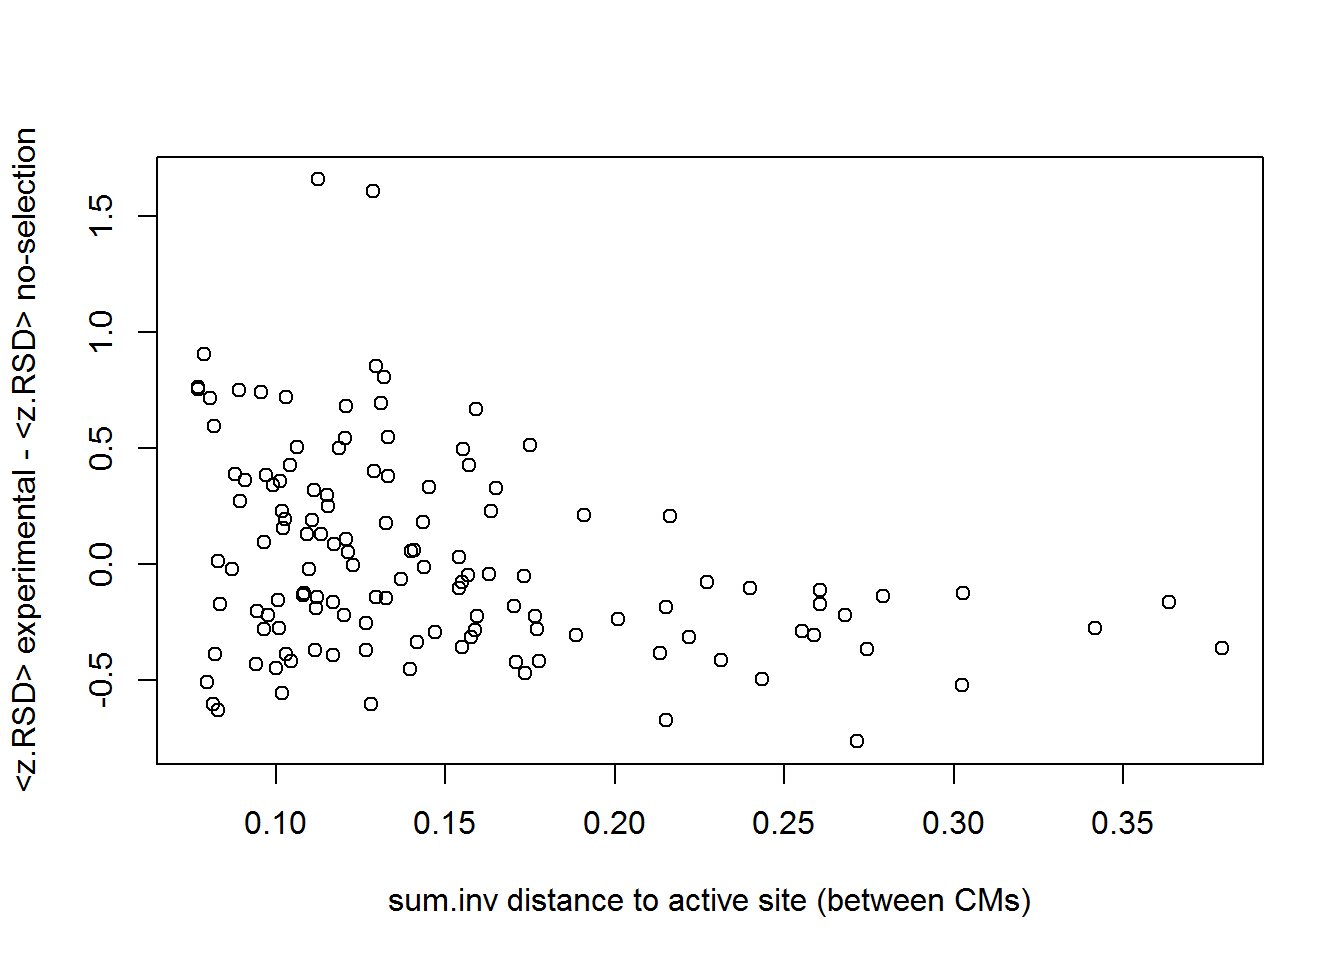 <z.RSD> experimental - <z.RSD> no-selection
1.5
1.0
0.5
0.0
-0.5
0.10 0.15 0.20 0.25 0.30 0.35
sum.inv distance to active site (between CMs)